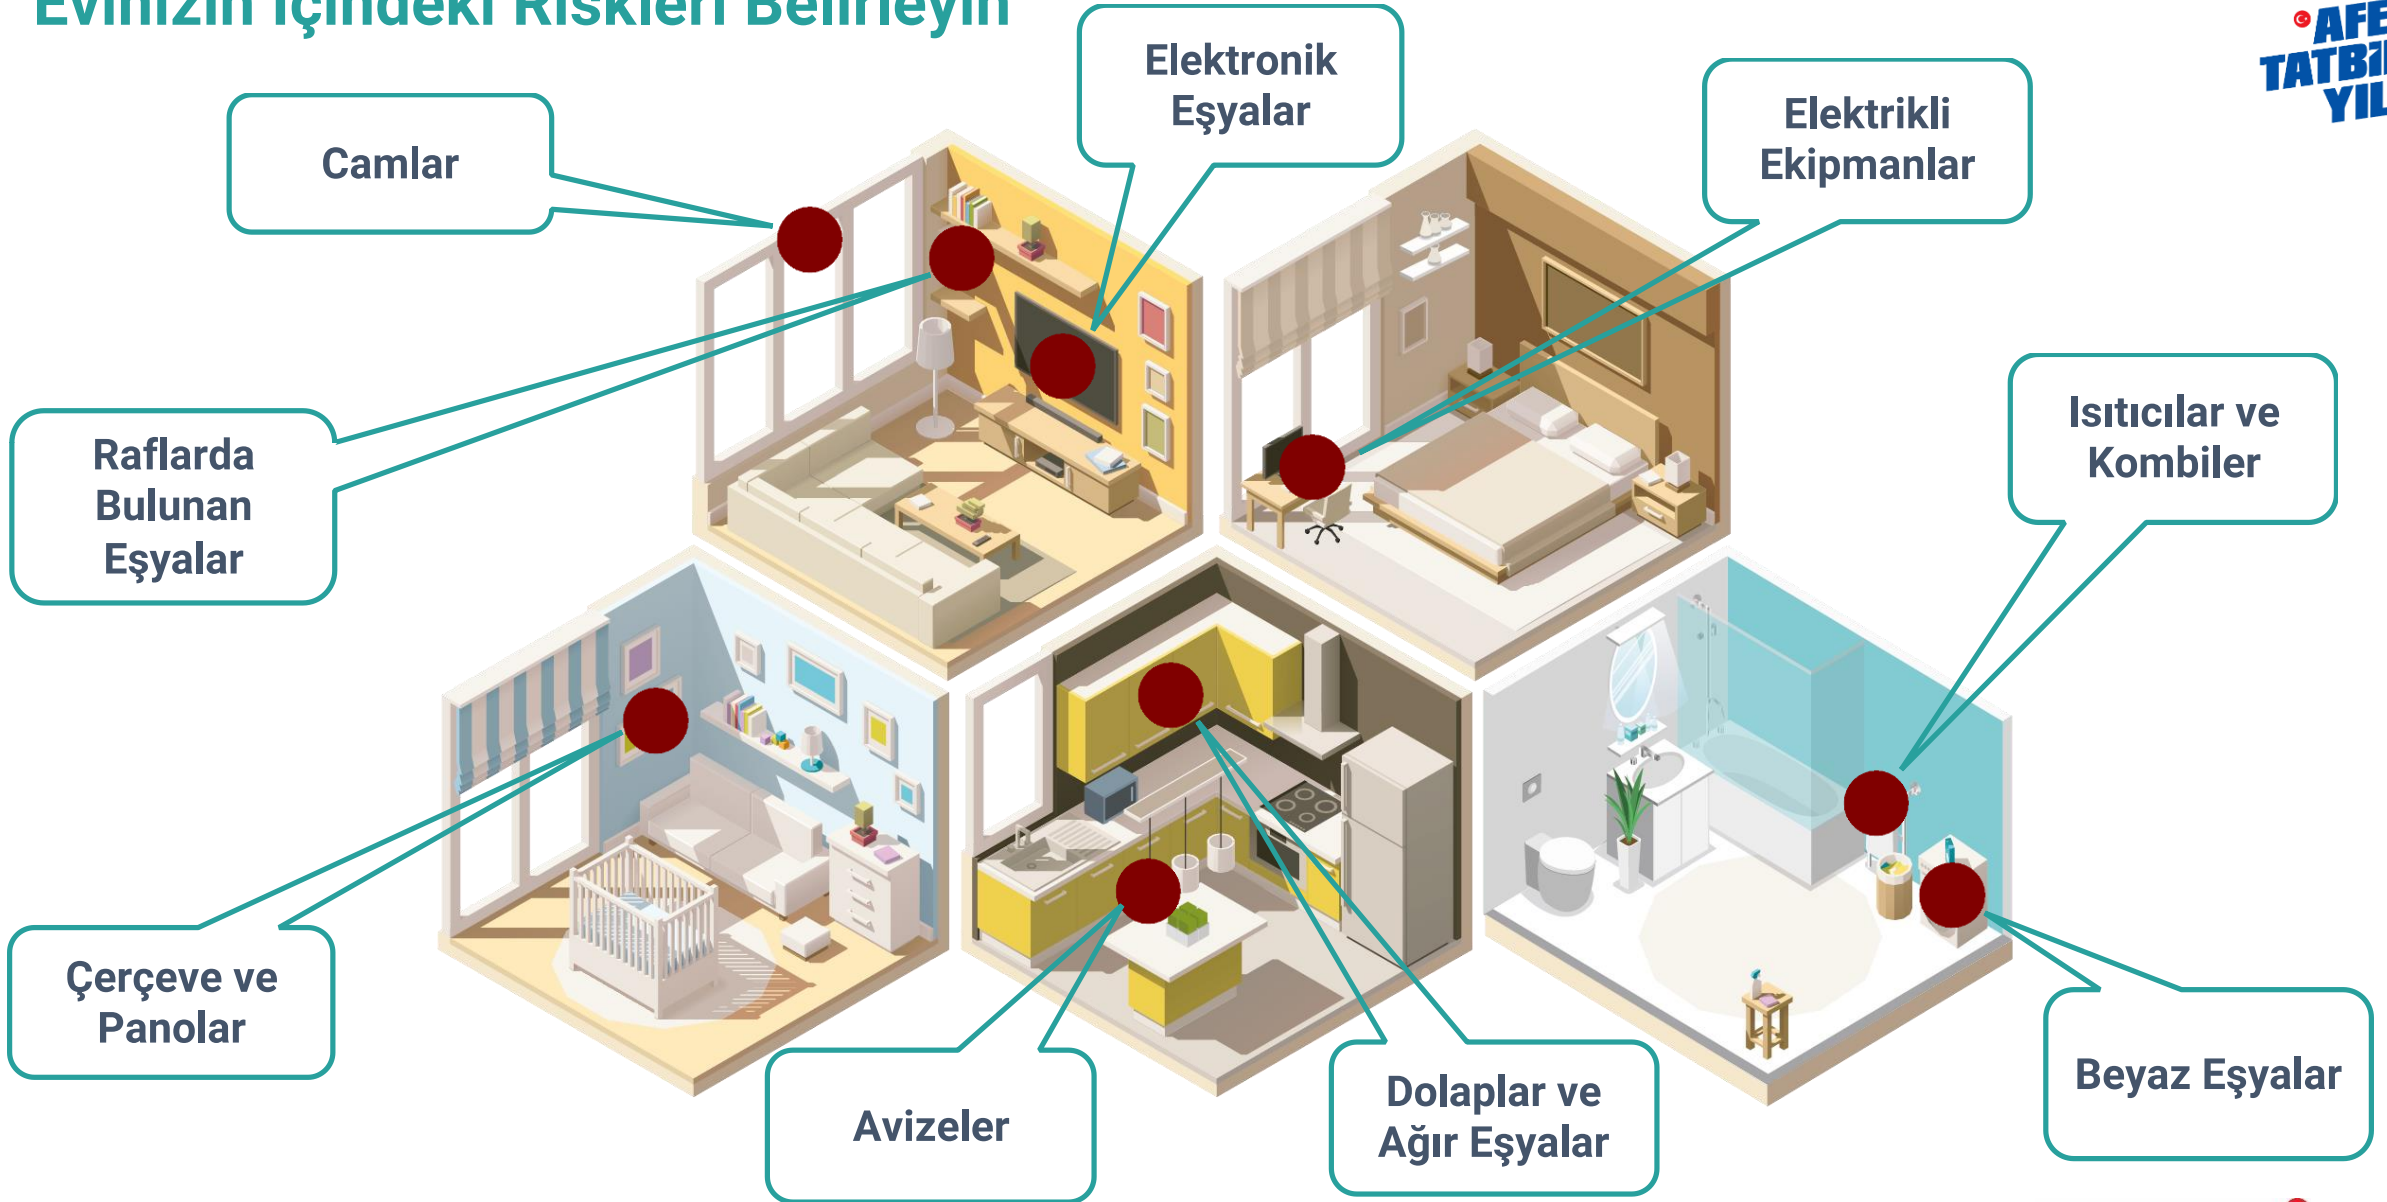 Evinizin İçindeki Riskleri Belirleyin
Elektronik
Eşyalar
Elektrikli
Ekipmanlar
Camlar
Isıtıcılar ve
Kombiler
Raflarda
Bulunan
Eşyalar
Çerçeve ve
Panolar
Avizeler
Dolaplar ve
Ağır Eşyalar
Beyaz Eşyalar